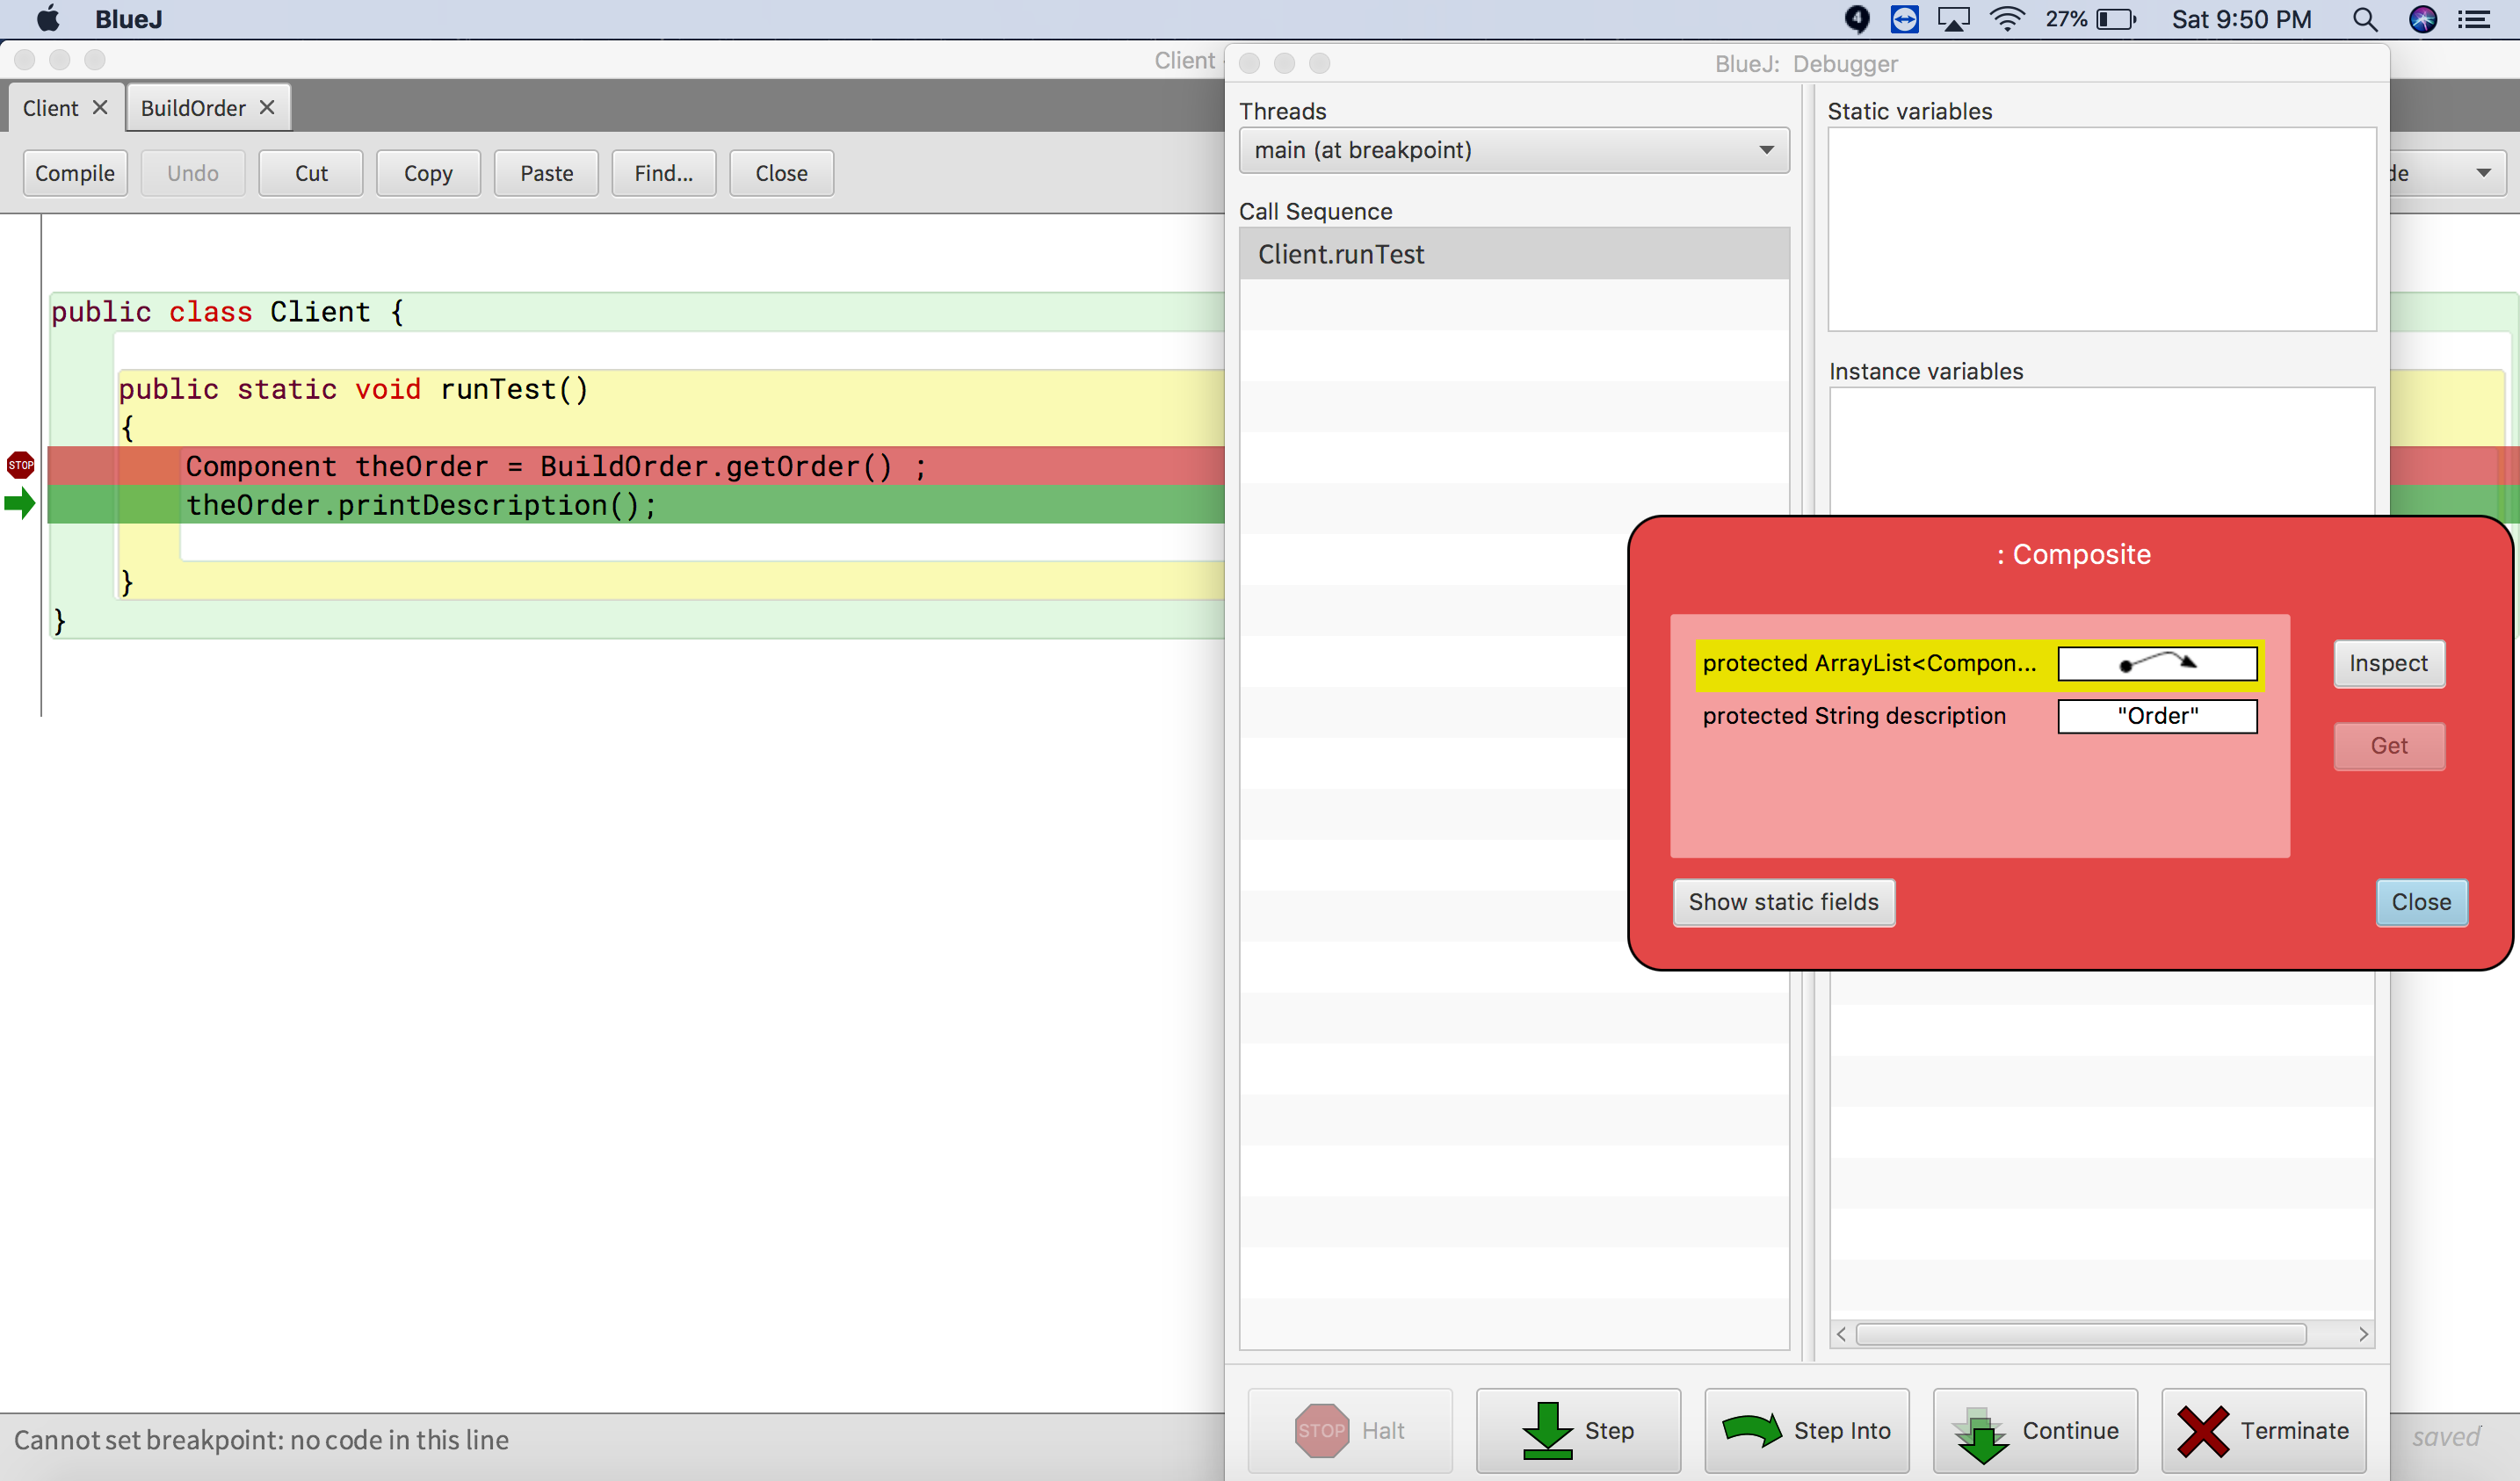 BlueJ
4
27%
Sat 9:50 PM
Client
BlueJ: Debugger
Client
BuildOrder
Compile
Undo
Cut
Copy
Paste
Find...
Close
Threads
main (at breakpoint)
Call Sequence
Client.runTest
Static variables
Instance variables
public class Client {
public static void runTest()
{
STOP
Component theOrder = BuildOrder.getOrder() ;
theOrder.printDescription();
}
}
: Composite
protected ArrayList<Compon...
protected String description
"Order"
Inspect
Get
Show static fields
Close
STOP
Halt
Step
Step Into
Continue
Terminate
Cannot set breakpoint: no code in this line
saved